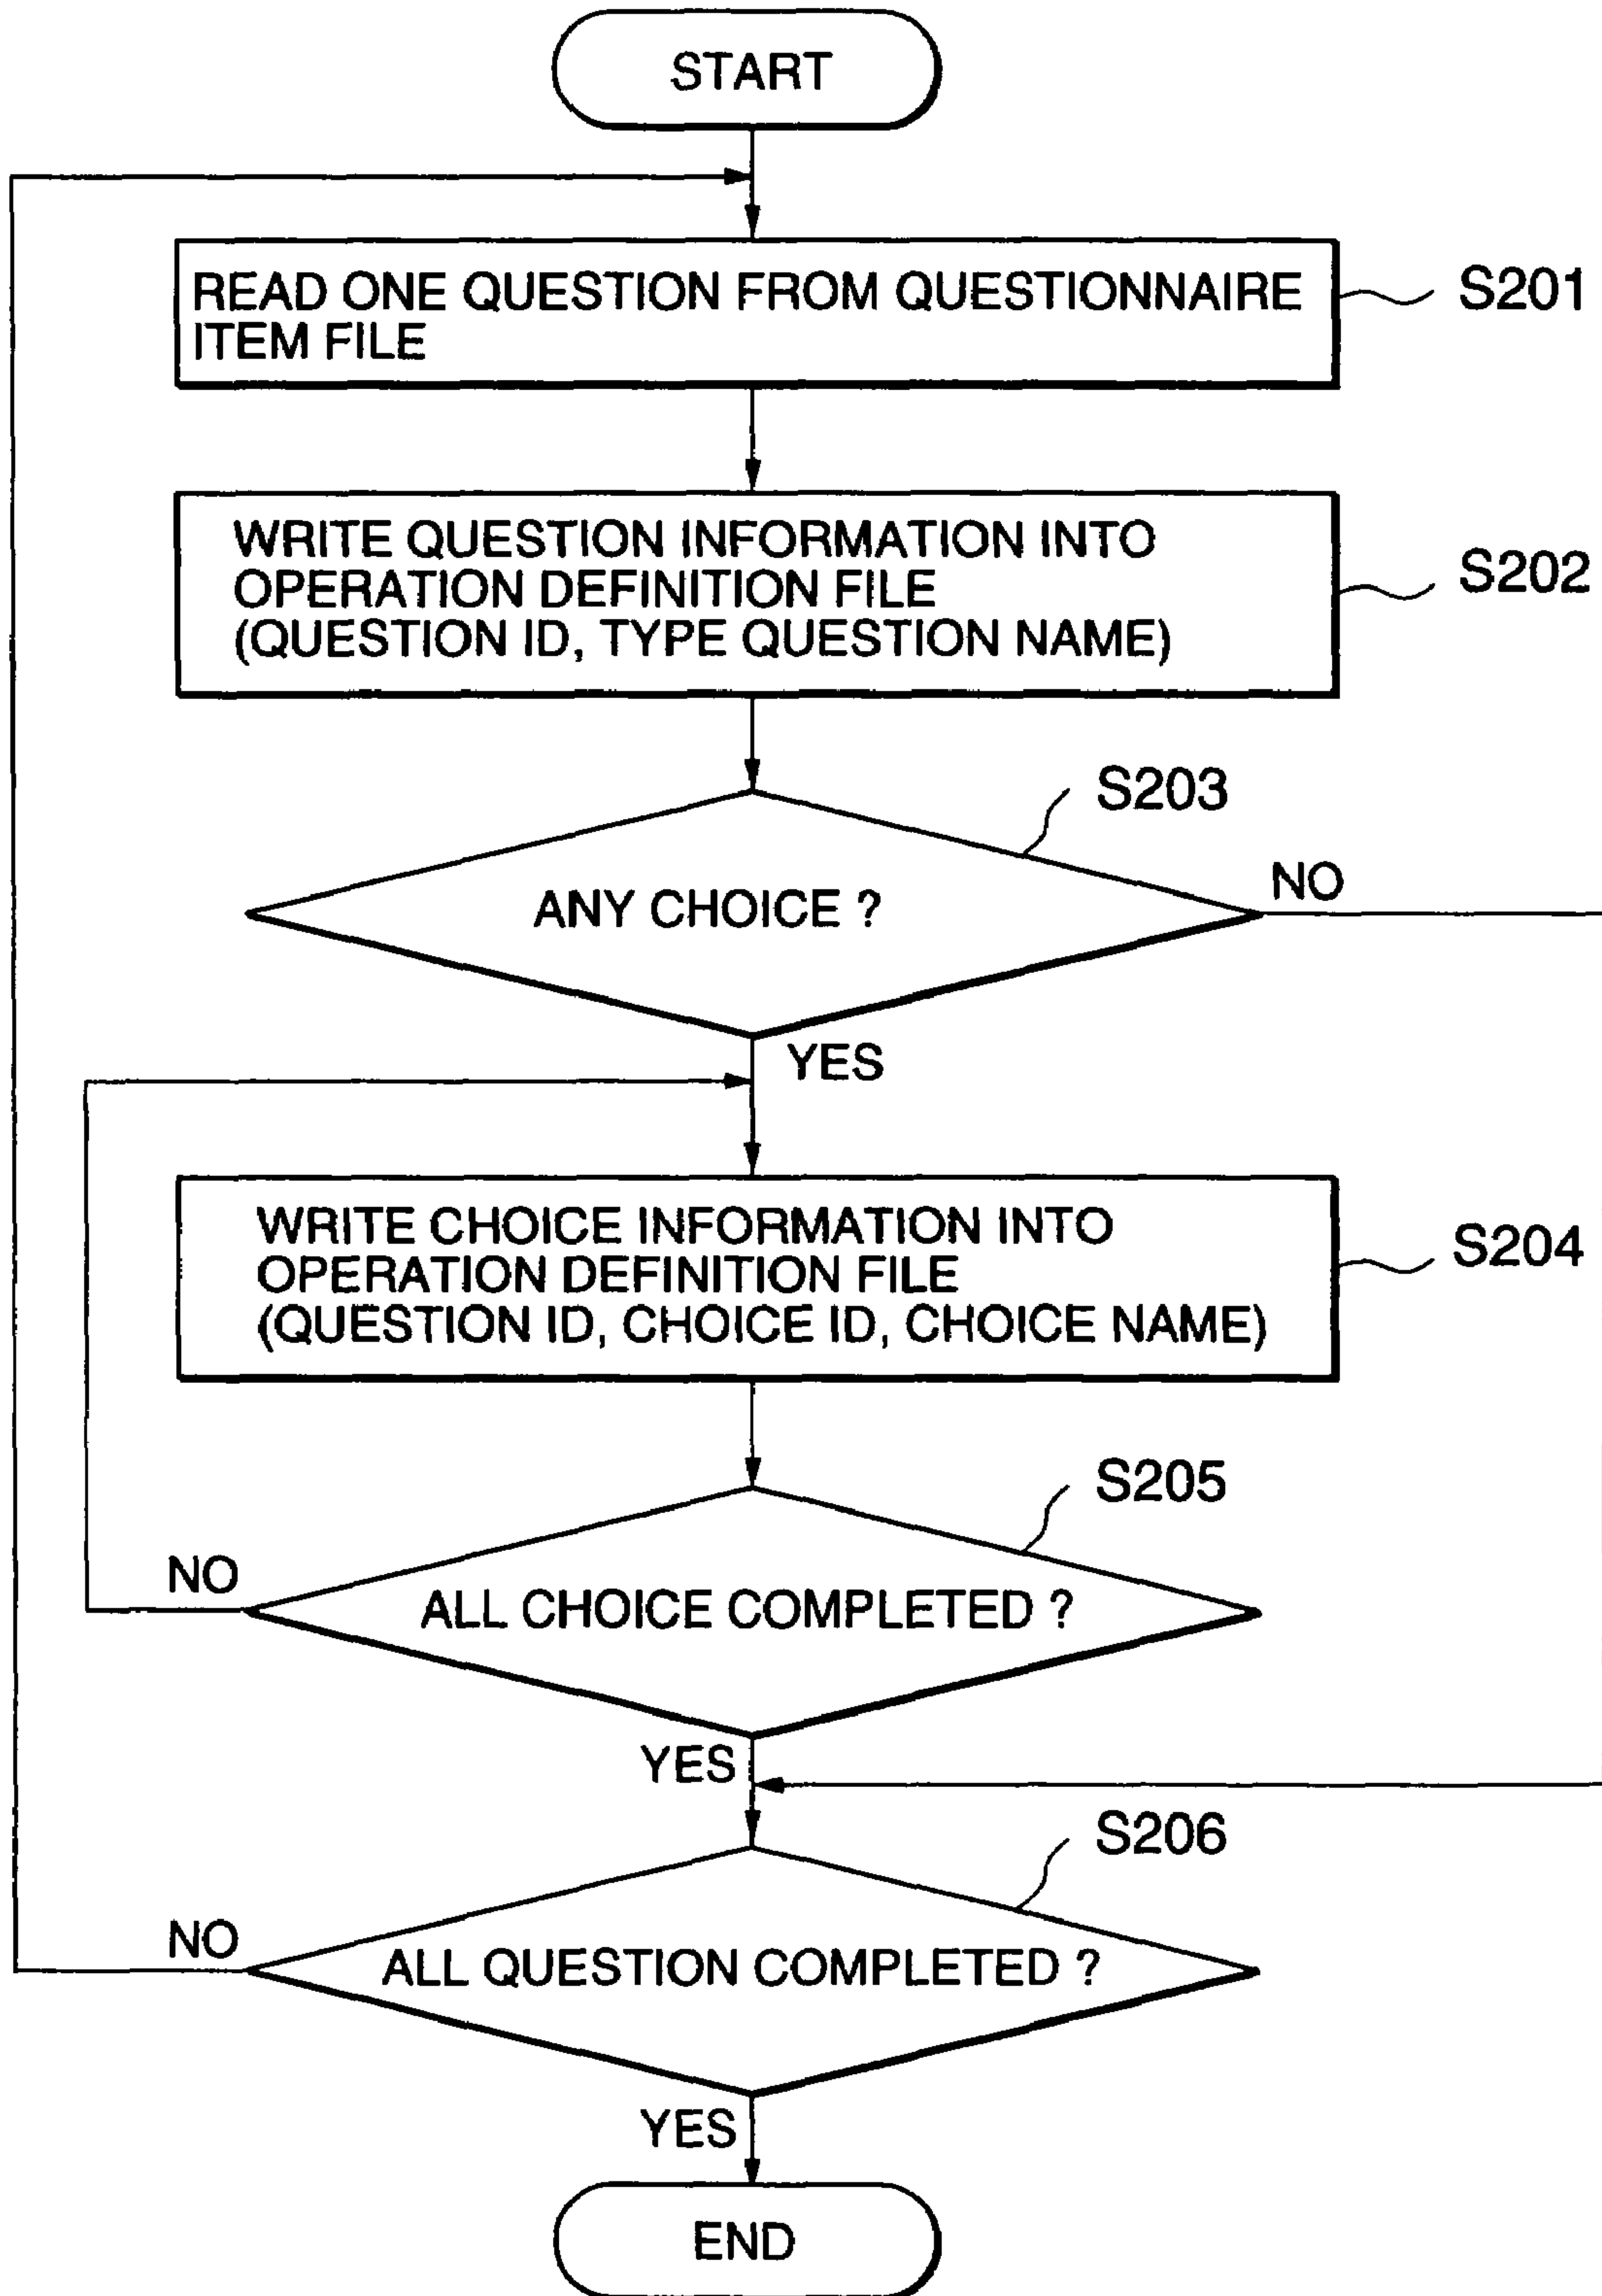 START
READ ONE QUESTION FROM QUESTIONNAIRE
ITEM FILE
S201
WRITE QUESTION INFORMATION INTO
OPERATION DEFINITION FILE
(QUESTION ID, TYPE QUESTION NAME)
S202
S203
ANY CHOICE ?
NO
YES
WRITE CHOICE INFORMATION INTO
OPERATION DEFINITION FILE
(QUESTION ID, CHOICE ID, CHOICE NAME)
S204
S205
NO
ALL CHOICE COMPLETED ?
YES
S206
NO
ALL QUESTION COMPLETED ?
YES
END